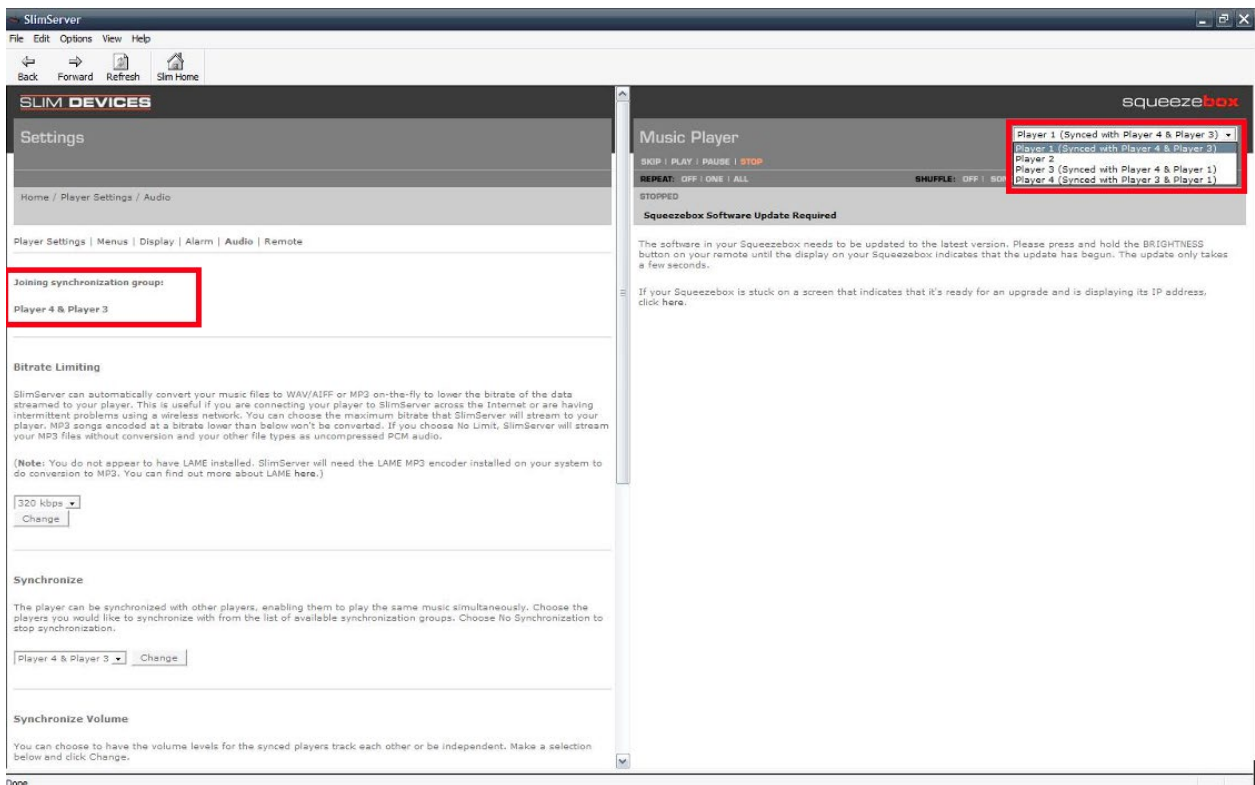 SlimServer
File Edit Options View Help
Back Forward Refresh Slim Home
SLIM DEVICES
Settings
Home / Player Settings / Audio
Player Settings | Menus | Display | Alarm | Audio | Remote
Joining synchronization group:
Player 4 & Player 3
Bitrate Limiting
SlimServer can automatically convert your music files to WAV/AIFF or MP3 on-the-fly to lower the bitrate of the data
streamed to your player. This is useful if you are connecting your player to SlimServer across the Internet or are having
intermittent problems using a wireless network. You can choose the maximum bitrate that SlimServer will stream to your
player. MP3 songs encoded at a bitrate lower than below won't be converted. If you choose No Limit, SlimServer will stream
your MP3 files without conversion and your other file types as uncompressed PCM audio.
(Note: You do not appear to have LAME installed. SlimServer will need the LAME MP3 encoder installed on your system to
do conversion to MP3. You can find out more about LAME here.)
320 kbps
Change
Synchronize
The player can be synchronized with other players, enabling them to play the same music simultaneously. Choose the
players you would like to synchronize with from the list of available synchronization groups. Choose No Synchronization to
stop synchronization.
Player 4 & Player 3 Change
Synchronize Volume
You can choose to have the volume levels for the synced players track each other or be independent. Make a selection
below and click Change.
squeezebox
Music Player
Player 1 (Synced with Player 4 & Player 3)
Player 1 (Synced with Player 4 & Player 3)
Player 2
Player 3 (Synced with Player 4 & Player 1)
Player 4 (Synced with Player 3 & Player 1)
SKIP | PLAY | PAUSE | STOP
REPEAT: OFF | ONE | ALL SHUFFLE: OFF |
STOPPED
Squeezebox Software Update Required
The software in your Squeezebox needs to be updated to the latest version. Please press and hold the BRIGHTNESS
button on your remote until the display on your Squeezebox indicates that the update has begun. The update only takes
a few seconds.
If your Squeezebox is stuck on a screen that indicates that it's ready for an upgrade and is displaying its IP address,
click here.
Done